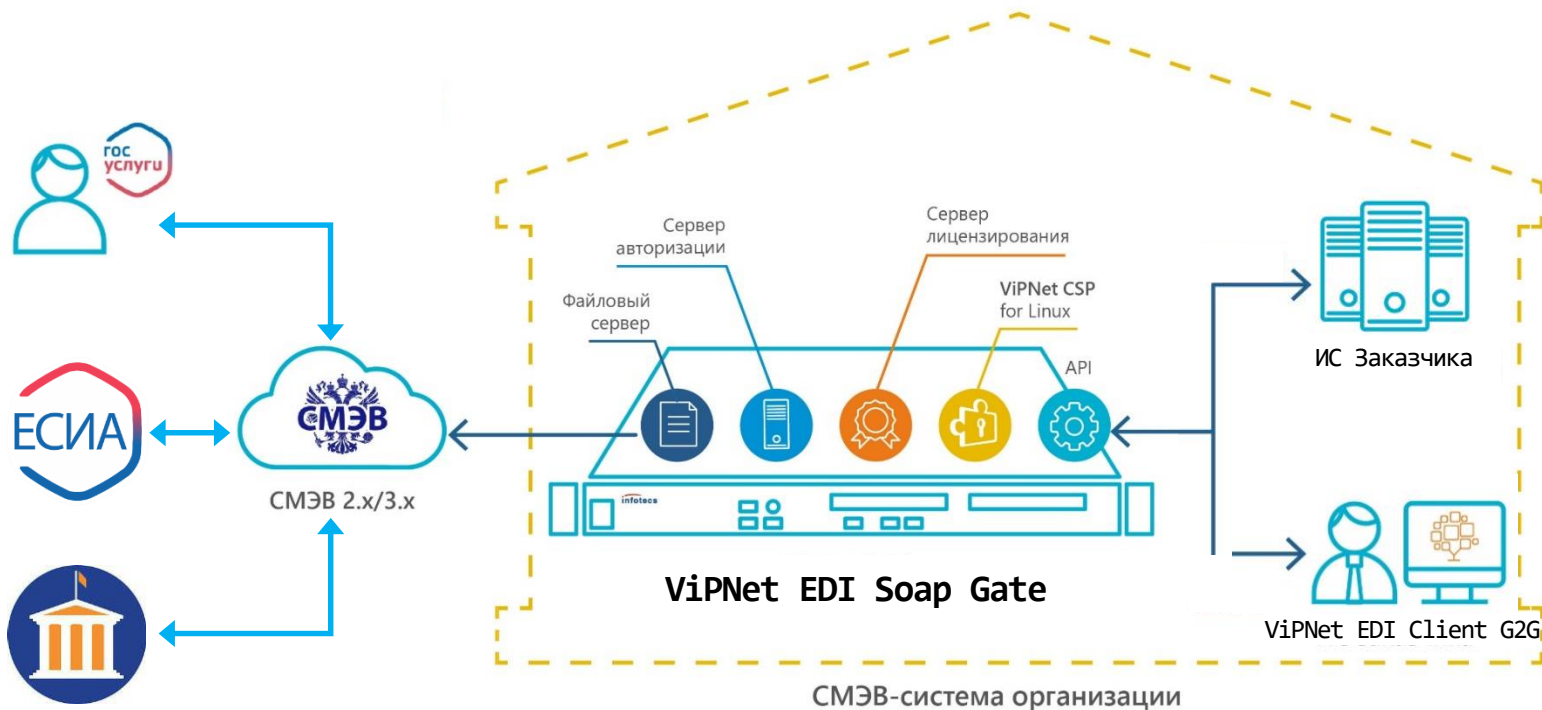 гос
услуги
Сервер
авторизации
Сервер
лицензирования
Файловый
сервер
ViPNet CSP
for Linux
API
ИС Заказчика
ЕСИА
СМЭВ
СМЭВ 2.x/3.x
infotecs
ViPNet EDI Soap Gate
ViPNet EDI Client G2G
СМЭВ-система организации